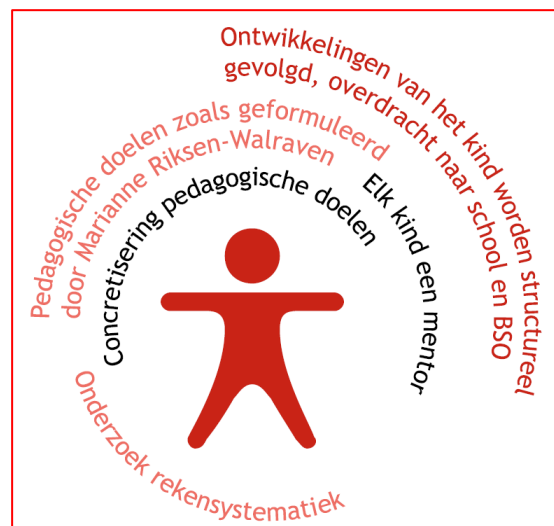 Ontwikkelingen van het kind worden structureel
gevolgd, overdracht naar school en BSO
Pedagogische doelen zoals geformuleerd
door Marianne Riksen-Walraven
Concretisering pedagogische doelen
Elk kind een mentor
Onderzoek rekensystematiek